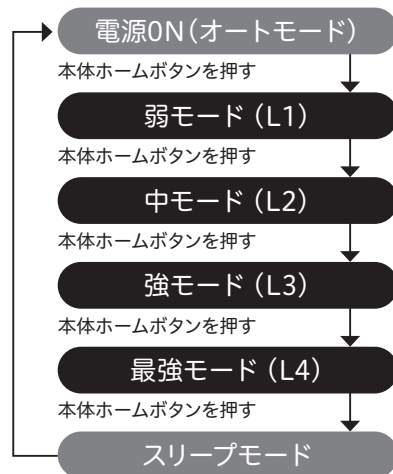 電源ON（オートモード）
本体ホームボタンを押す
弱モード（L1）
本体ホームボタンを押す
中モード（L2）
本体ホームボタンを押す
強モード（L3）
本体ホームボタンを押す
最強モード（L4）
本体ホームボタンを押す
スリープモード